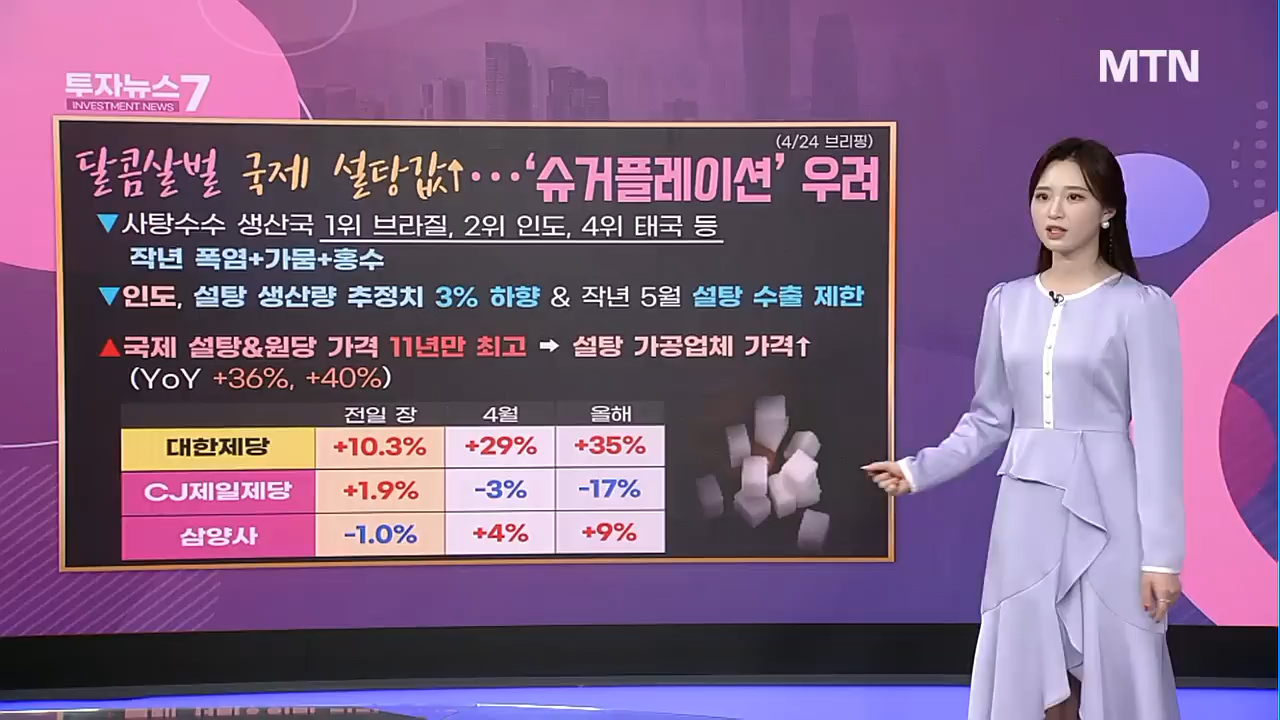 투자뉴스7
INVESTMENT NEWS
MTN
(4/24 브리핑)
달콤살벌 국제 설탕값↑···‘슈거플레이션’ 우려
▼사탕수수 생산국 1위 브라질, 2위 인도, 4위 태국 등
작년 폭염+가뭄+홍수
▼인도, 설탕 생산량 추정치 3% 하향 & 작년 5월 설탕 수출 제한
▲국제 설탕&원당 가격 11년만 최고 ➡ 설탕 가공업체 가격↑
(YoY +36%, +40%)
전일 장 4월 올해
대한제당 +10.3% +29% +35%
CJ제일제당 +1.9% -3% -17%
삼양사 -1.0% +4% +9%